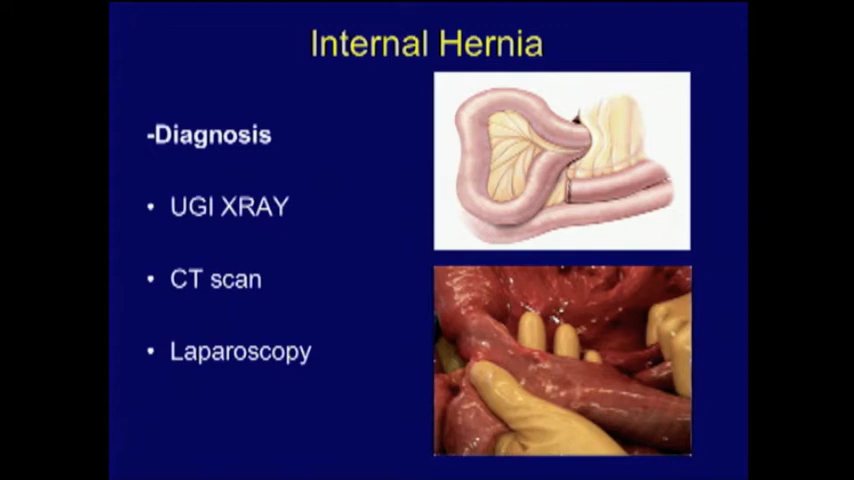 Internal Hernia
-Diagnosis
• UGI XRAY
• CT scan
• Laparoscopy